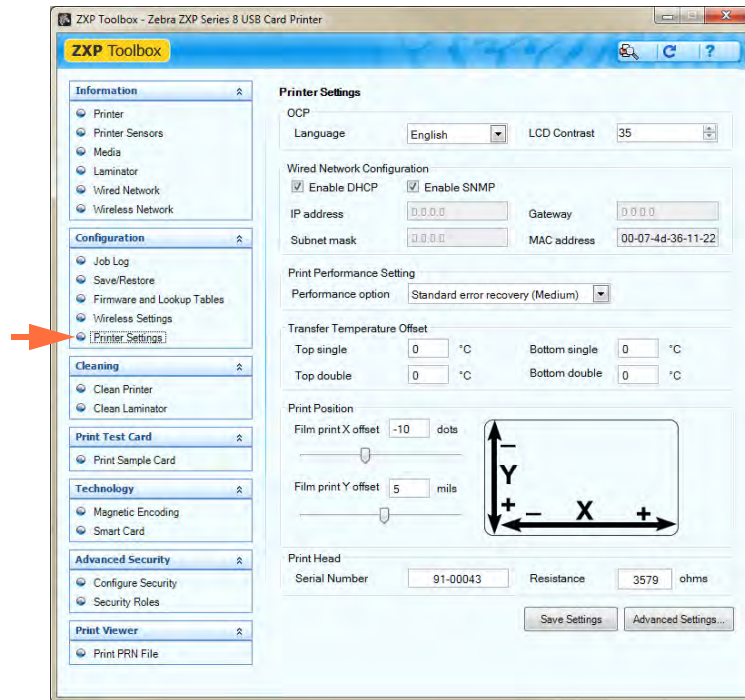 ZXP Toolbox - Zebra ZXP Series 8 USB Card Printer
ZXP Toolbox
?
Information
Printer
Printer Sensors
Media
Laminator
Wired Network
Wireless Network
Configuration
Job Log
Save/Restore
Firmware and Lookup Tables
Wireless Settings
Printer Settings
Cleaning
Clean Printer
Clean Laminator
Print Test Card
Print Sample Card
Technology
Magnetic Encoding
Smart Card
Advanced Security
Configure Security
Security Roles
Print Viewer
Print PRN File
Printer Settings
OCP
Language English LCD Contrast 35
Wired Network Configuration
Enable DHCP Enable SNMP
IP address 0.0.0.0 Gateway 0.0.0.0
Subnet mask 0.0.0.0 MAC address 00-07-4d-36-11-22
Print Performance Setting
Performance option Standard error recovery (Medium)
Transfer Temperature Offset
Top single 0 °C Bottom single 0 °C
Top double 0 °C Bottom double 0 °C
Print Position
Film print X offset -10 dots
Film print Y offset 5 mils
− Y +
− X +
Print Head
Serial Number 91-00043 Resistance 3579 ohms
Save Settings Advanced Settings...